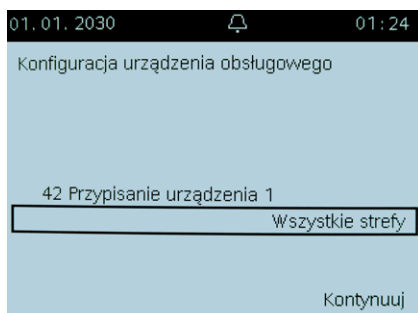 01.01.2030 01:24
Konfiguracja urządzenia obsługowego
42 Przypisanie urządzenia 1
Wszystkie strefy
Kontynuuj